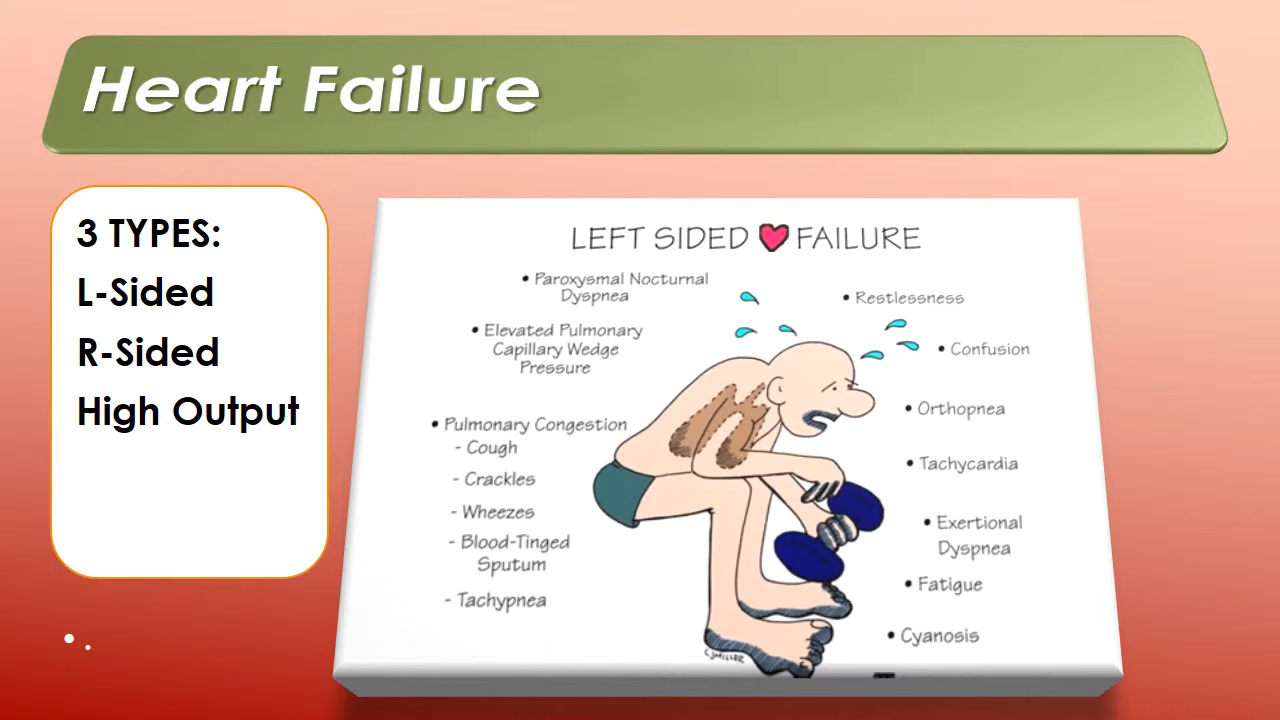 Heart Failure
3 TYPES:
L-Sided
R-Sided
High Output
LEFT SIDED FAILURE
• Paroxysmal Nocturnal
Dyspnea
• Elevated Pulmonary
Capillary Wedge
Pressure
• Pulmonary Congestion
- Cough
- Crackles
- Wheezes
- Blood-Tinged
Sputum
- Tachypnea
• Restlessness
• Confusion
• Orthopnea
• Tachycardia
• Exertional
Dyspnea
• Fatigue
• Cyanosis
CJMILLER
• .